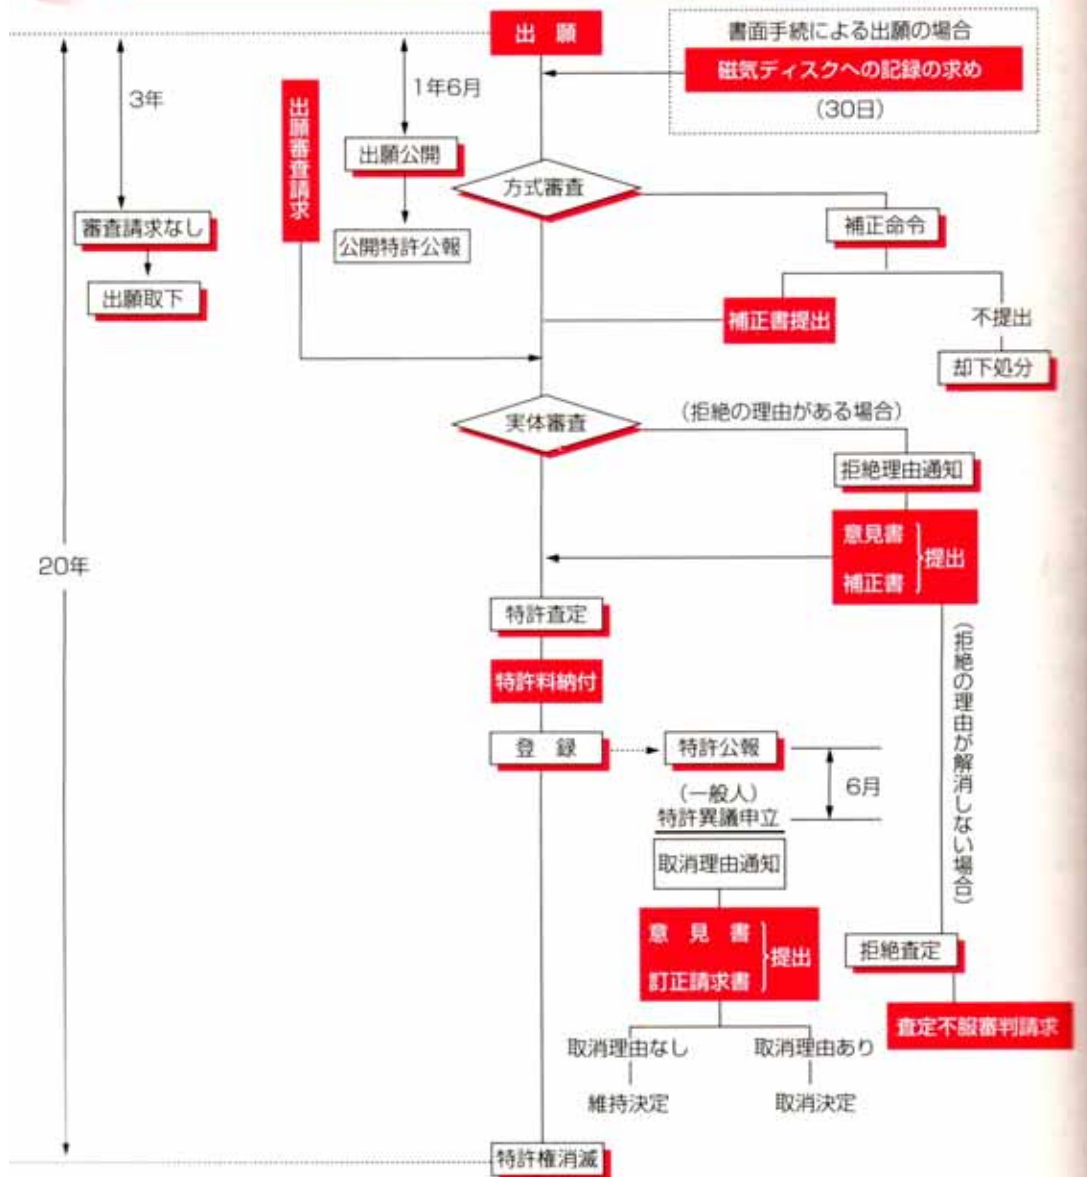 出願
書面手続による出願の場合
磁気ディスクへの記録の求め
（30日）
3年
1年6月
出願審査請求
出願公開
方式審査
審査請求なし
公開特許公報
補正命令
出願取下
補正書提出
不提出
却下処分
実体審査
（拒絶の理由がある場合）
拒絶理由通知
意見書
補正書
提出
20年
特許査定
（拒絶の理由が解消しない場合）
特許料納付
登録
特許公報
6月
（一般人）
特許異議申立
取消理由通知
意見書
訂正請求書
提出
拒絶査定
査定不服審判請求
取消理由なし
取消理由あり
維持決定
取消決定
特許権消滅